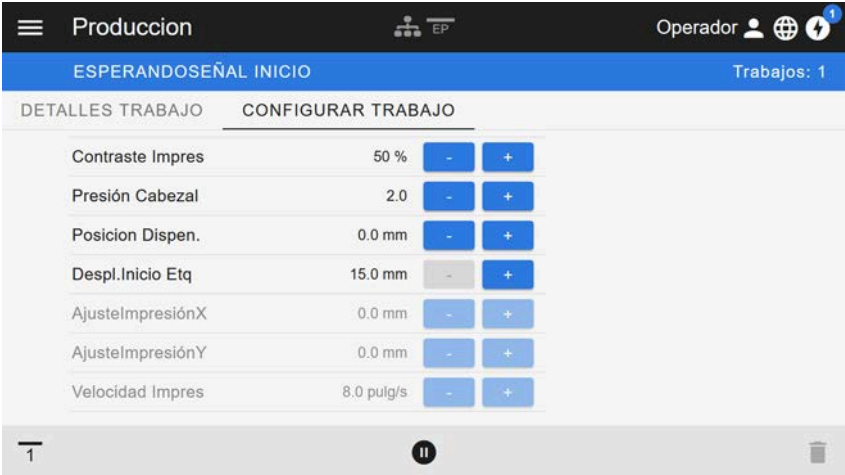 Produccion EP Operador 1
ESPERANDOSEÑAL INICIO Trabajos: 1
DETALLES TRABAJO CONFIGURAR TRABAJO
Contraste Impres 50 % - +
Presión Cabezal 2.0 - +
Posicion Dispen. 0.0 mm - +
Despl.Inicio Etq 15.0 mm - +
AjusteImpresiónX 0.0 mm - +
AjusteImpresiónY 0.0 mm - +
Velocidad Impres 8.0 pulg/s - +
1